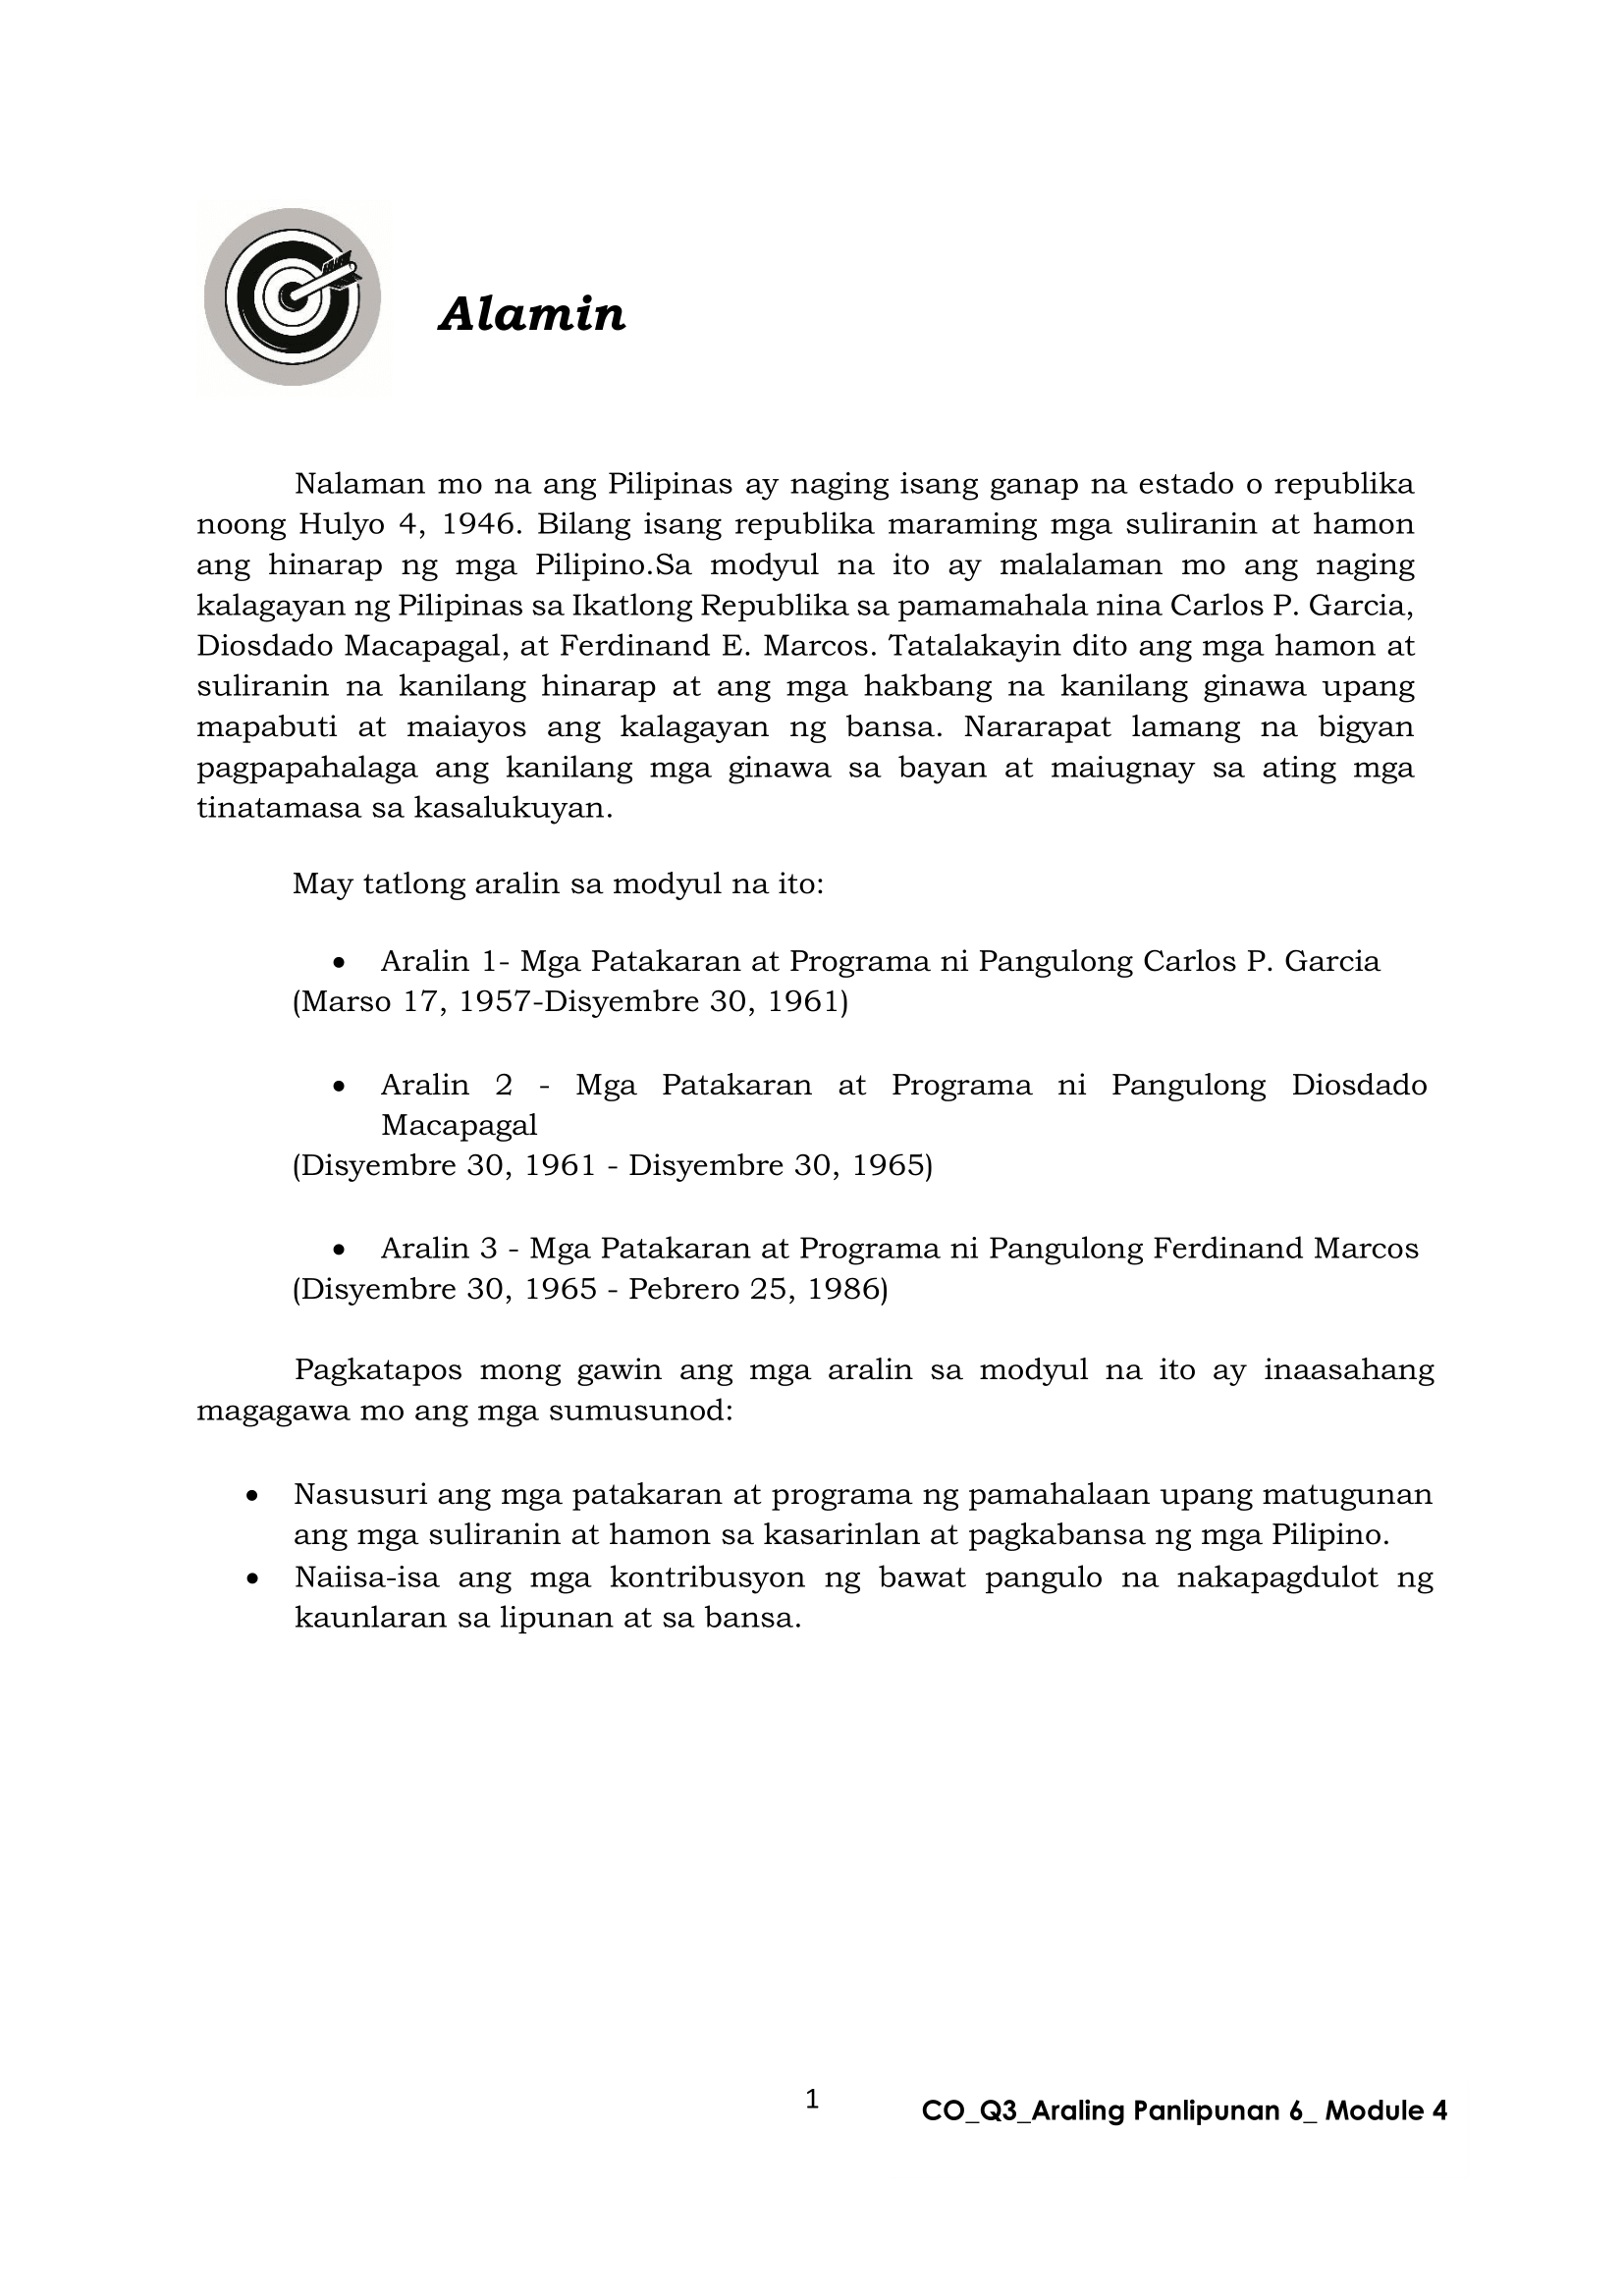 Alamin
Nalaman mo na ang Pilipinas ay naging isang ganap na estado o republika
noong Hulyo 4, 1946. Bilang isang republika maraming mga suliranin at hamon
ang hinarap ng mga Pilipino.Sa modyul na ito ay malalaman mo ang naging
kalagayan ng Pilipinas sa Ikatlong Republika sa pamamahala nina Carlos P. Garcia,
Diosdado Macapagal, at Ferdinand E. Marcos. Tatalakayin dito ang mga hamon at
suliranin na kanilang hinarap at ang mga hakbang na kanilang ginawa upang
mapabuti at maiayos ang kalagayan ng bansa. Nararapat lamang na bigyan
pagpapahalaga ang kanilang mga ginawa sa bayan at maiugnay sa ating mga
tinatamasa sa kasalukuyan.
May tatlong aralin sa modyul na ito:
• Aralin 1- Mga Patakaran at Programa ni Pangulong Carlos P. Garcia
(Marso 17, 1957-Disyembre 30, 1961)
• Aralin 2 - Mga Patakaran at Programa ni Pangulong Diosdado
Macapagal
(Disyembre 30, 1961 - Disyembre 30, 1965)
• Aralin 3 - Mga Patakaran at Programa ni Pangulong Ferdinand Marcos
(Disyembre 30, 1965 - Pebrero 25, 1986)
Pagkatapos mong gawin ang mga aralin sa modyul na ito ay inaasahang
magagawa mo ang mga sumusunod:
• Nasusuri ang mga patakaran at programa ng pamahalaan upang matugunan
ang mga suliranin at hamon sa kasarinlan at pagkabansa ng mga Pilipino.
• Naiisa-isa ang mga kontribusyon ng bawat pangulo na nakapagdulot ng
kaunlaran sa lipunan at sa bansa.
1
CO_Q3_Araling Panlipunan 6_ Module 4